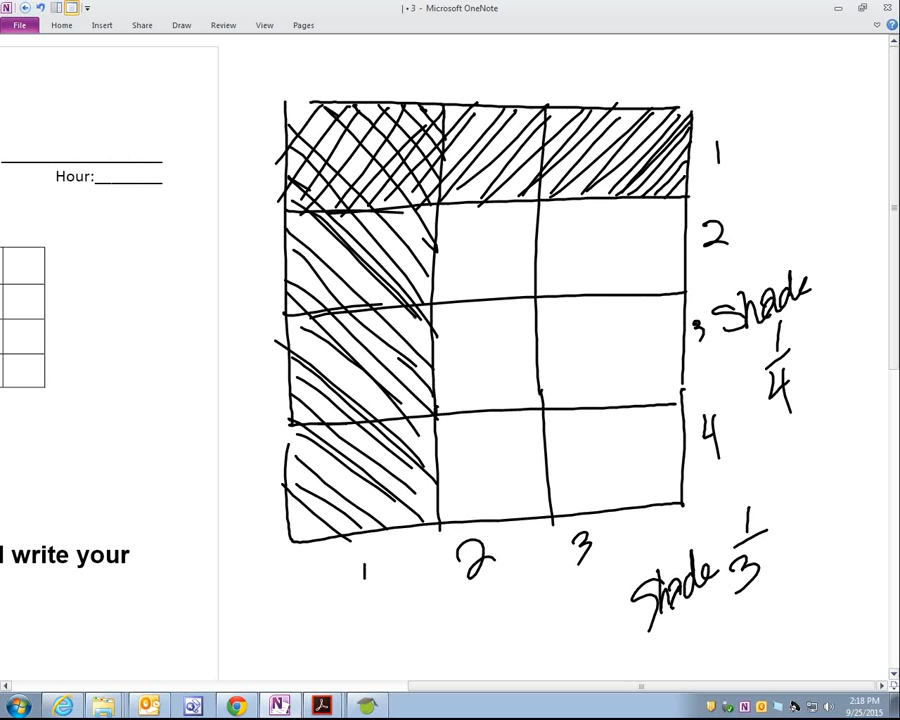 1 • 3 - Microsoft OneNote
File Home Insert Share Draw Review View Pages
Hour:________
1
2
3 Shade
1
4
4
1 2 3
Shade 1
3
l write your
2:18 PM
9/25/2015